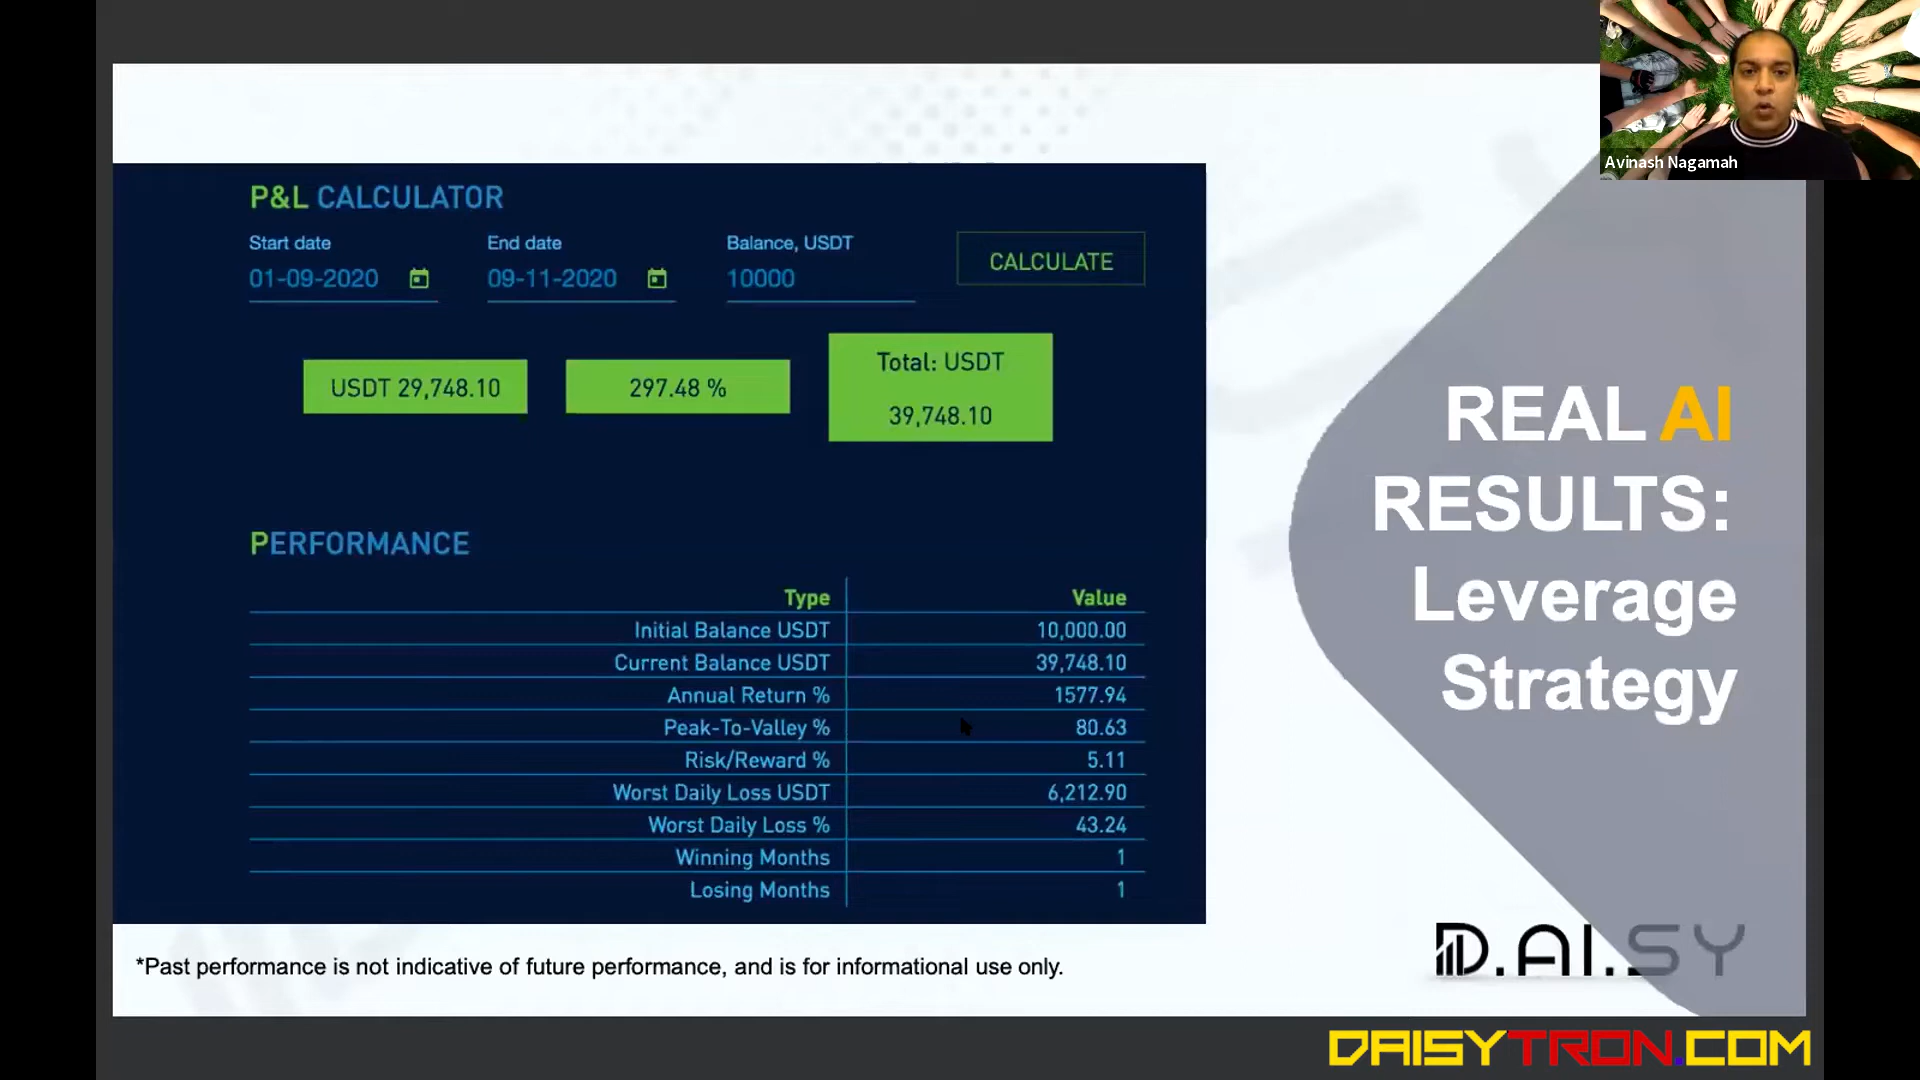 Avinash Nagamah
P&L CALCULATOR
Start date
End date
Balance, USDT
01-09-2020
09-11-2020
10000
CALCULATE
USDT 29,748.10
297.48 %
Total: USDT
39,748.10
PERFORMANCE
Type Value
Initial Balance USDT 10,000.00
Current Balance USDT 39,748.10
Annual Return % 1577.94
Peak-To-Valley % 80.63
Risk/Reward % 5.11
Worst Daily Loss USDT 6,212.90
Worst Daily Loss % 43.24
Winning Months 1
Losing Months 1
REAL AI
RESULTS:
Leverage
Strategy
*Past performance is not indicative of future performance, and is for informational use only.
D.AI.SY
DAISYTRON.COM